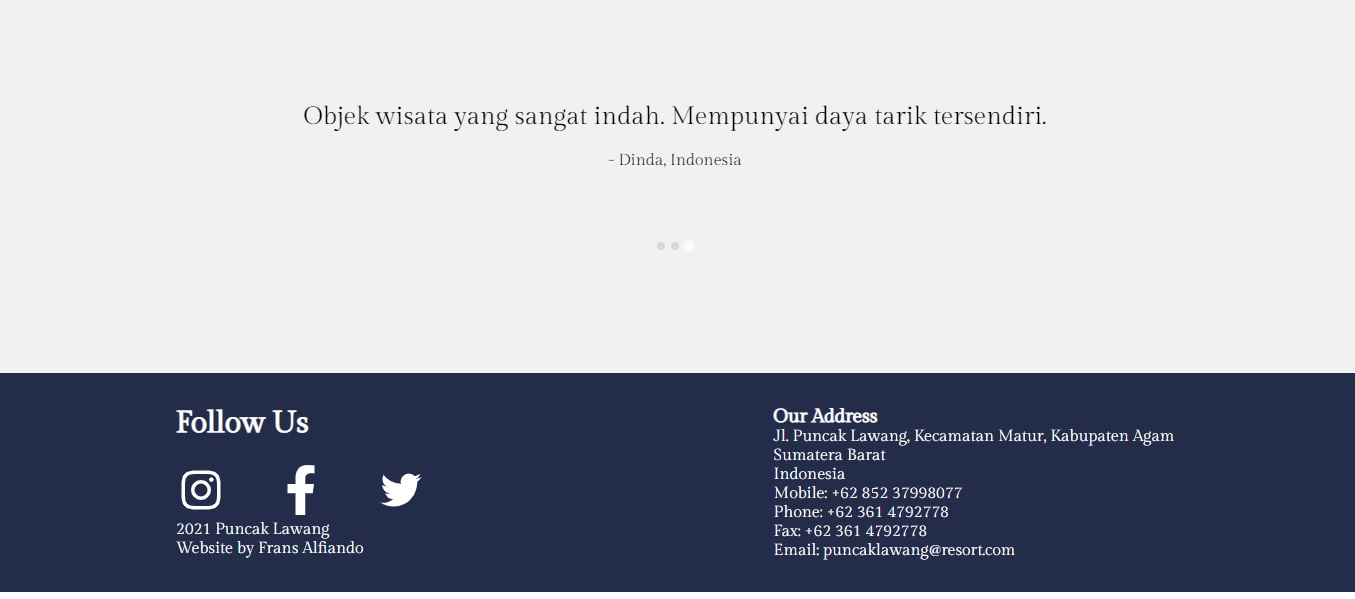 Objek wisata yang sangat indah. Mempunyai daya tarik tersendiri.
- Dinda, Indonesia
Follow Us
2021 Puncak Lawang
Website by Frans Alfiando
Our Address
Jl. Puncak Lawang, Kecamatan Matur, Kabupaten Agam
Sumatera Barat
Indonesia
Mobile: +62 852 37998077
Phone: +62 361 4792778
Fax: +62 361 4792778
Email: puncaklawang@resort.com